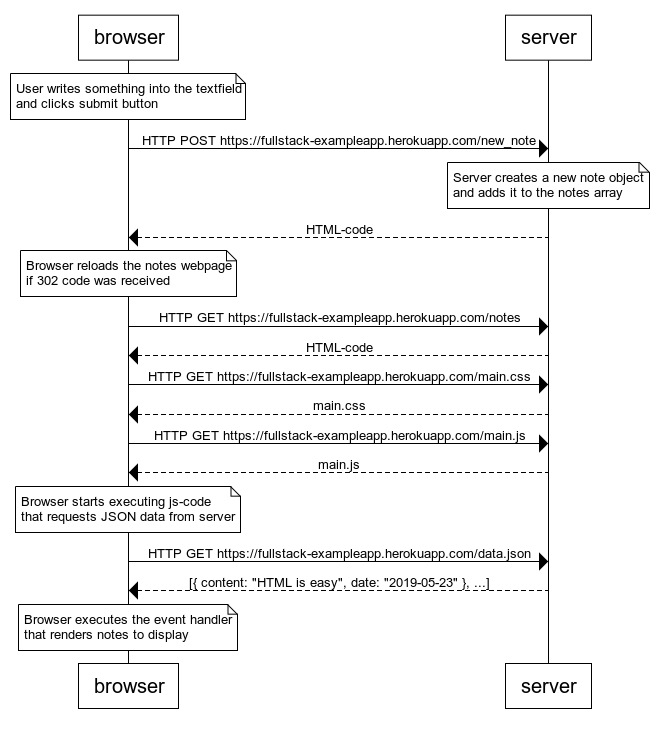 browser
server
User writes something into the textfield
and clicks submit button
HTTP POST https://fullstack-exampleapp.herokuapp.com/new_note
Server creates a new note object
and adds it to the notes array
HTML-code
Browser reloads the notes webpage
if 302 code was received
HTTP GET https://fullstack-exampleapp.herokuapp.com/notes
HTML-code
HTTP GET https://fullstack-exampleapp.herokuapp.com/main.css
main.css
HTTP GET https://fullstack-exampleapp.herokuapp.com/main.js
main.js
Browser starts executing js-code
that requests JSON data from server
HTTP GET https://fullstack-exampleapp.herokuapp.com/data.json
[{ content: "HTML is easy", date: "2019-05-23" }, ...]
Browser executes the event handler
that renders notes to display
browser
server